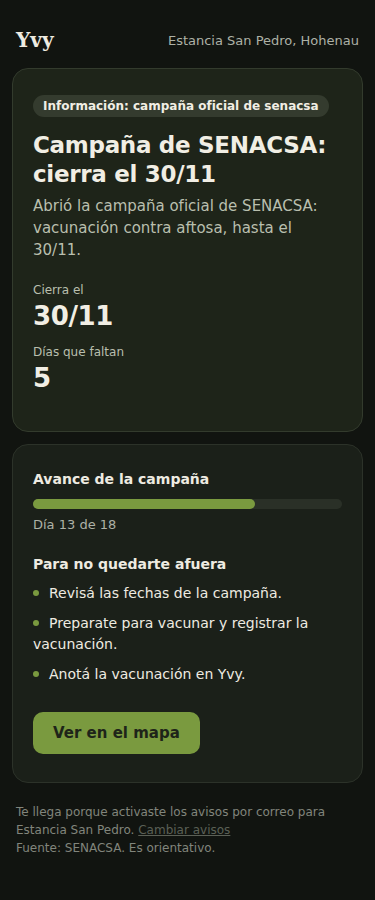 Yvy
Estancia San Pedro, Hohenau
Información: campaña oficial de senacsa
Campaña de SENACSA:
cierra el 30/11
Abrió la campaña oficial de SENACSA:
vacunación contra aftosa, hasta el
30/11.
Cierra el
30/11
Días que faltan
5
Avance de la campaña
Día 13 de 18
Para no quedarte afuera
Revisá las fechas de la campaña.
Preparate para vacunar y registrar la
vacunación.
Anotá la vacunación en Yvy.
Ver en el mapa
Te llega porque activaste los avisos por correo para
Estancia San Pedro. Cambiar avisos
Fuente: SENACSA. Es orientativo.